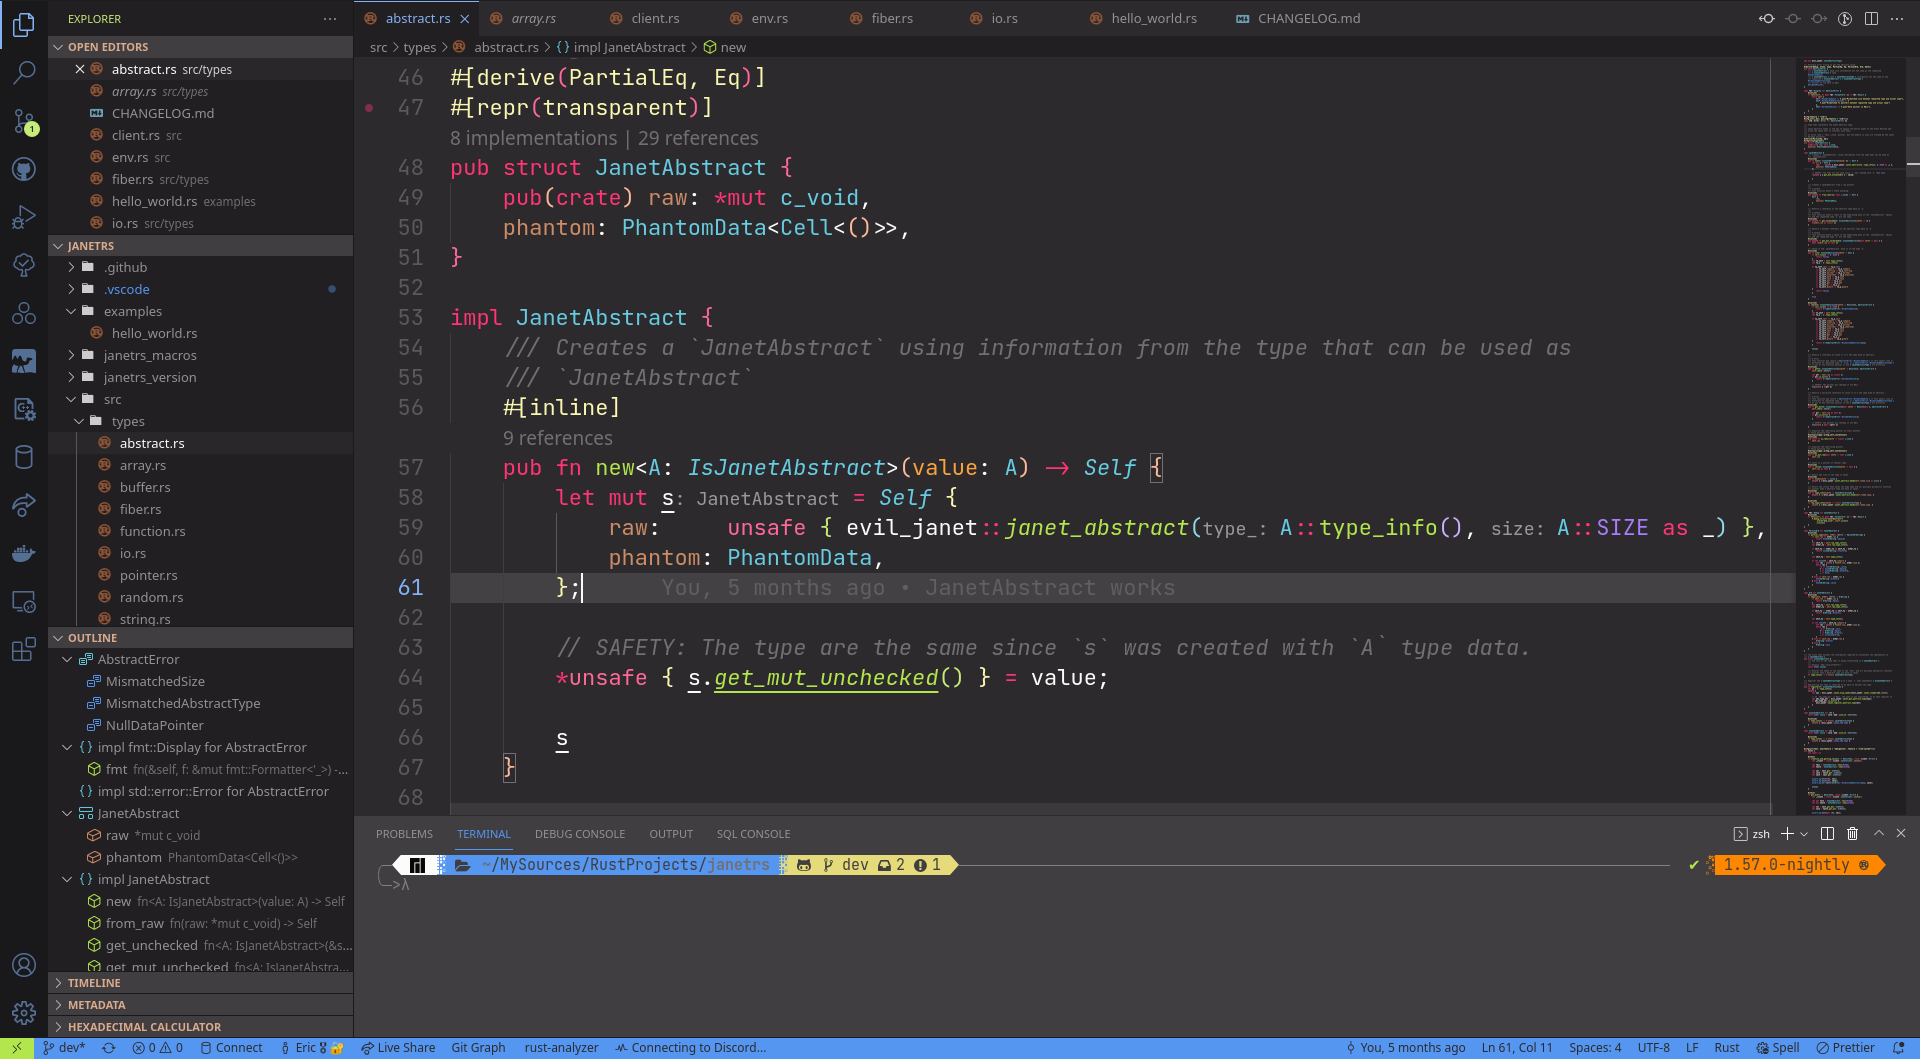 EXPLORER
OPEN EDITORS
abstract.rs src/types
array.rs src/types
CHANGELOG.md
client.rs src
env.rs src
fiber.rs src/types
hello_world.rs examples
io.rs src/types
JANETRS
.github
.vscode
examples
hello_world.rs
janetrs_macros
janetrs_version
src
types
abstract.rs
array.rs
buffer.rs
fiber.rs
function.rs
io.rs
pointer.rs
random.rs
string.rs
OUTLINE
AbstractError
MismatchedSize
MismatchedAbstractType
NullDataPointer
impl fmt::Display for AbstractError
fmt fn(&self, f: &mut fmt::Formatter<'_>) -...
impl std::error::Error for AbstractError
JanetAbstract
raw *mut c_void
phantom PhantomData<Cell<()>>
impl JanetAbstract
new fn<A: IsJanetAbstract>(value: A) -> Self
from_raw fn(raw: *mut c_void) -> Self
get_unchecked fn<A: IsJanetAbstract>(&s...
get_mut_unchecked fn<A: IsJanetAbstra...
TIMELINE
METADATA
HEXADECIMAL CALCULATOR
abstract.rs array.rs client.rs env.rs fiber.rs io.rs hello_world.rs CHANGELOG.md
src > types > abstract.rs > {} impl JanetAbstract > new
46 #[derive(PartialEq, Eq)]
47 #[repr(transparent)]
8 implementations | 29 references
48 pub struct JanetAbstract {
49 pub(crate) raw: *mut c_void,
50 phantom: PhantomData<Cell<()>>,
51 }
52
53 impl JanetAbstract {
54 /// Creates a `JanetAbstract` using information from the type that can be used as
55 /// `JanetAbstract`
56 #[inline]
9 references
57 pub fn new<A: IsJanetAbstract>(value: A) -> Self {
58 let mut s: JanetAbstract = Self {
59 raw: unsafe { evil_janet::janet_abstract(type_: A::type_info(), size: A::SIZE as _) },
60 phantom: PhantomData,
61 }; You, 5 months ago • JanetAbstract works
62
63 // SAFETY: The type are the same since `s` was created with `A` type data.
64 *unsafe { s.get_mut_unchecked() } = value;
65
66 s
67 }
68
PROBLEMS TERMINAL DEBUG CONSOLE OUTPUT SQL CONSOLE
zsh
~/MySources/RustProjects/janetrs dev 2 1 ✔ 1.57.0-nightly
>λ
1
dev* 0 0 Connect Eric Live Share Git Graph rust-analyzer Connecting to Discord... You, 5 months ago Ln 61, Col 11 Spaces: 4 UTF-8 LF Rust Spell Prettier